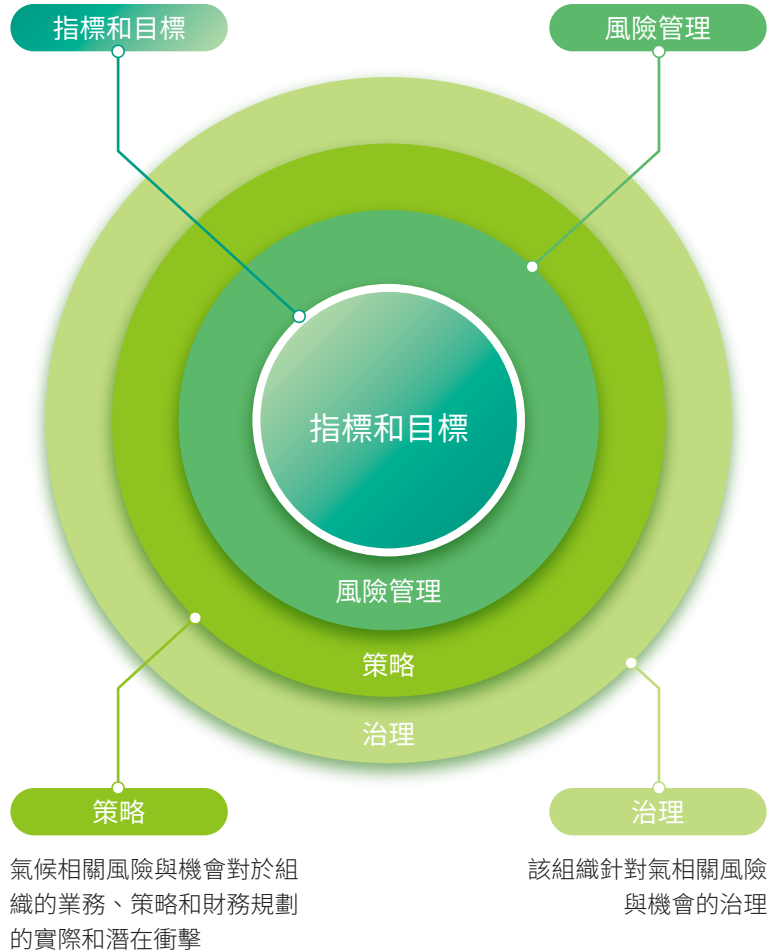 指標和目標
風險管理
指標和目標
風險管理
策略
治理
策略
氣候相關風險與機會對於組
織的業務、策略和財務規劃
的實際和潛在衝擊
治理
該組織針對氣相關風險
與機會的治理